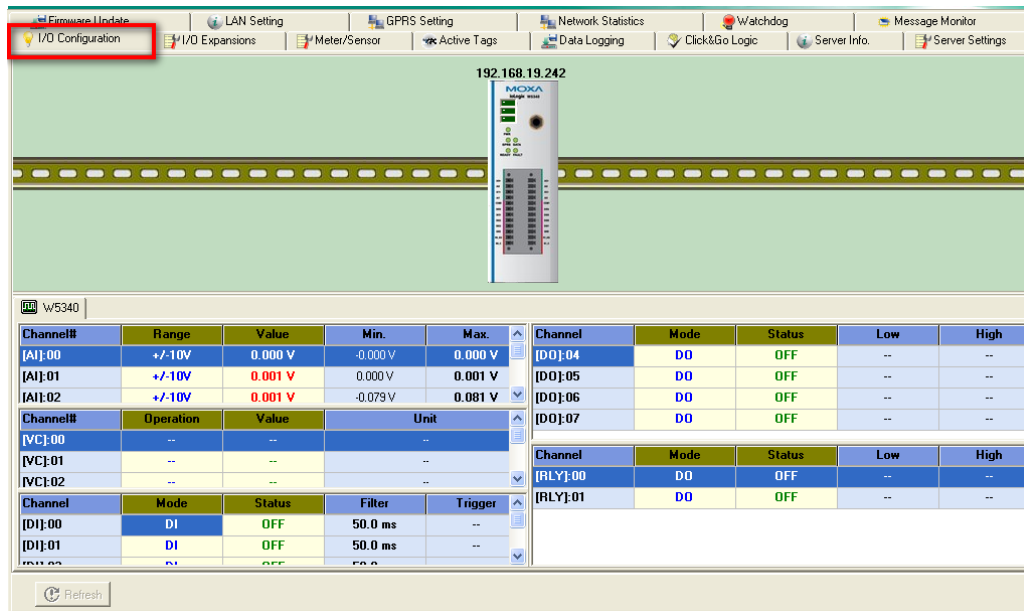 Firmware Update LAN Setting GPRS Setting Network Statistics Watchdog Message Monitor
I/O Configuration I/O Expansions Meter/Sensor Active Tags Data Logging Click&Go Logic Server Info. Server Settings
192.168.19.242
MOXA
W5340
Channel# Range Value Min. Max.
[AI]:00 +/-10V 0.000 V -0.000 V 0.000 V
[AI]:01 +/-10V 0.001 V 0.000 V 0.001 V
[AI]:02 +/-10V 0.001 V -0.079 V 0.081 V
Channel# Operation Value Unit
[VC]:00 -- -- --
[VC]:01 -- -- --
[VC]:02 -- -- --
Channel Mode Status Filter Trigger
[DI]:00 DI OFF 50.0 ms --
[DI]:01 DI OFF 50.0 ms --
Channel Mode Status Low High
[DO]:04 DO OFF -- --
[DO]:05 DO OFF -- --
[DO]:06 DO OFF -- --
[DO]:07 DO OFF -- --
Channel Mode Status Low High
[RLY]:00 DO OFF -- --
[RLY]:01 DO OFF -- --
Refresh